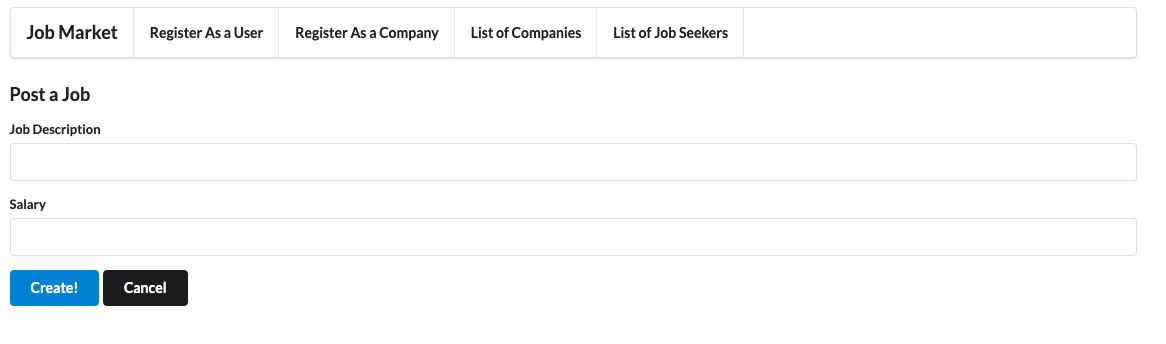 Job Market Register As a User Register As a Company List of Companies List of Job Seekers
Post a Job
Job Description
Salary
Create! Cancel